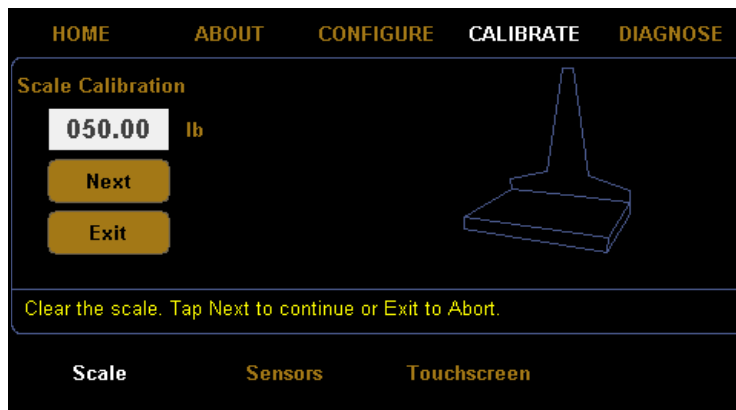 HOME ABOUT CONFIGURE CALIBRATE DIAGNOSE
Scale Calibration
050.00 lb
Next
Exit
Clear the scale. Tap Next to continue or Exit to Abort.
Scale Sensors Touchscreen